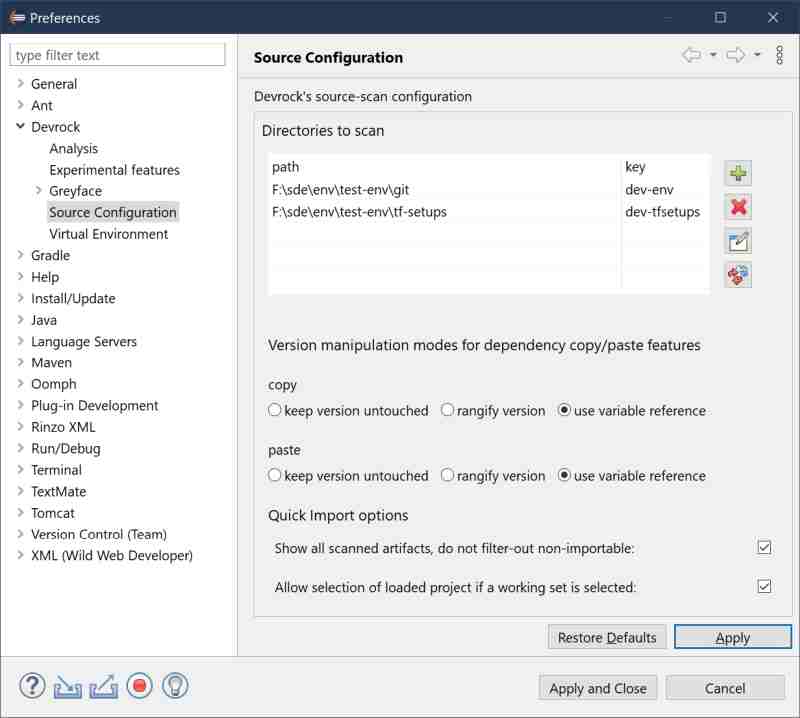 Preferences
type filter text
General
Ant
Devrock
Analysis
Experimental features
Greyface
Source Configuration
Virtual Environment
Gradle
Help
Install/Update
Java
Language Servers
Maven
Oomph
Plug-in Development
Rinzo XML
Run/Debug
Terminal
TextMate
Tomcat
Version Control (Team)
XML (Wild Web Developer)
Source Configuration
Devrock's source-scan configuration
Directories to scan
path key
F:\sde\env\test-env\git dev-env
F:\sde\env\test-env\tf-setups dev-tfsetups
Version manipulation modes for dependency copy/paste features
copy
keep version untouched rangify version use variable reference
paste
keep version untouched rangify version use variable reference
Quick Import options
Show all scanned artifacts, do not filter-out non-importable:
Allow selection of loaded project if a working set is selected:
Restore Defaults Apply
? Apply and Close Cancel